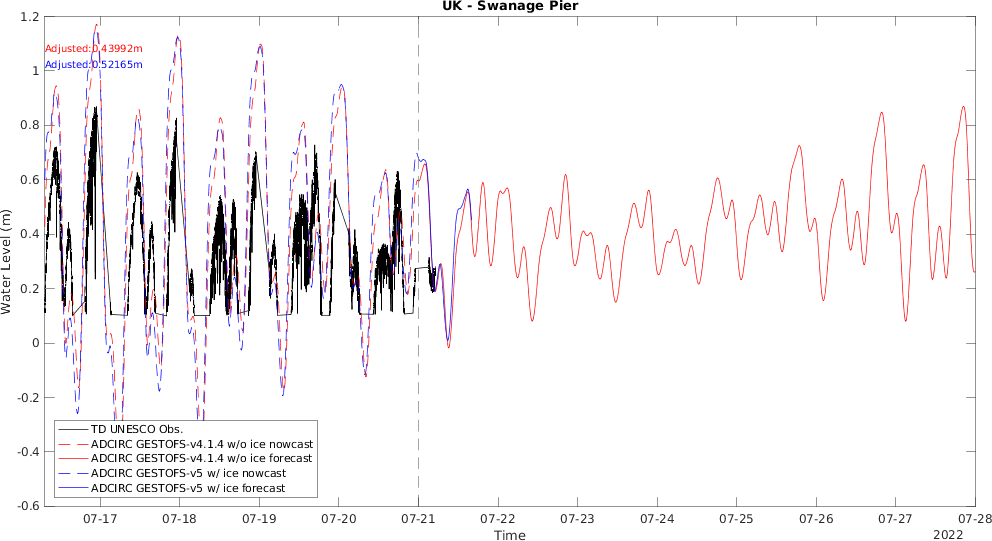 UK - Swanage Pier
Adjusted:0.43992m
Adjusted:0.52165m
1.2
1
0.8
0.6
0.4
0.2
0
-0.2
-0.4
-0.6
Water Level (m)
TD UNESCO Obs.
ADCIRC GESTOFS-v4.1.4 w/o ice nowcast
ADCIRC GESTOFS-v4.1.4 w/o ice forecast
ADCIRC GESTOFS-v5 w/ ice nowcast
ADCIRC GESTOFS-v5 w/ ice forecast
07-17 07-18 07-19 07-20 07-21 07-22 07-23 07-24 07-25 07-26 07-27 07-28
Time
2022